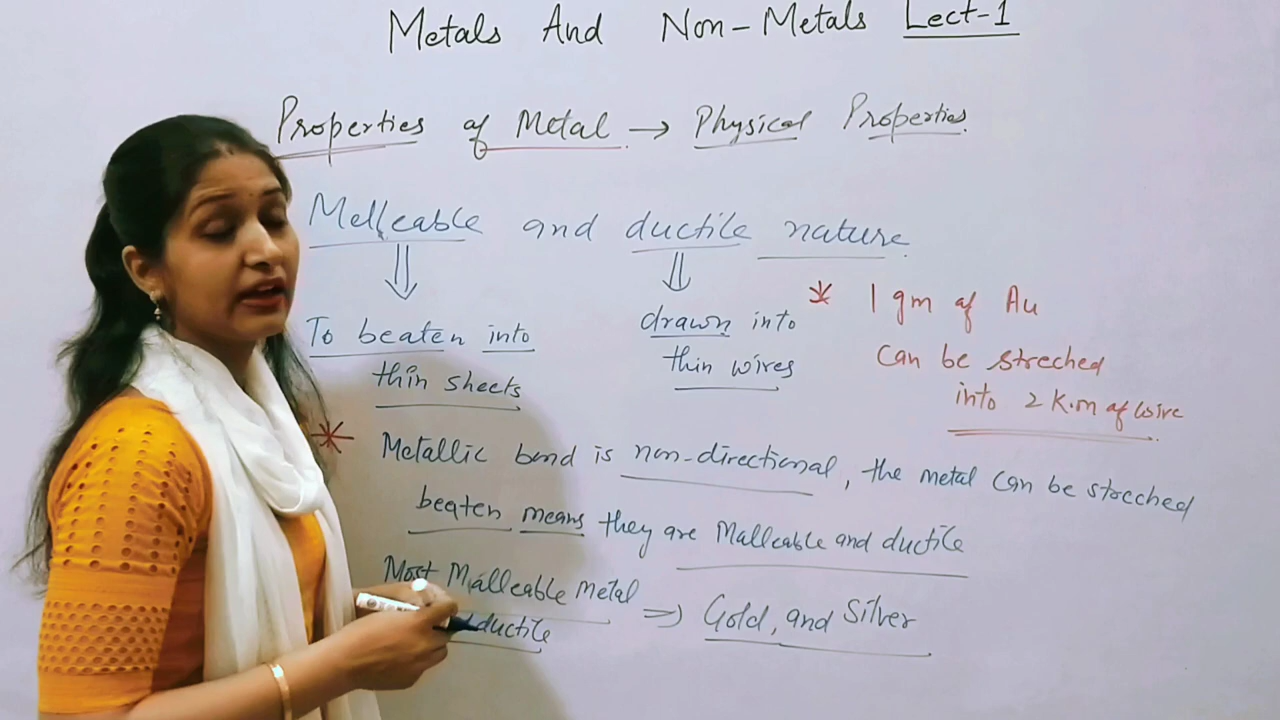 Metals And Non-Metals Lect-1
Properties of Metal → Physical Properties.
Melleable and ductile nature
* 1 gm of Au
To beaten into
drawn into
Can be streched
thin sheets
thin wires
into 2 K.m of wire
* Metallic bond is non-directional, the metal can be streched
beaten means they are Malleable and ductile
Most Malleable metal
ductile
⇒ Gold, and Silver